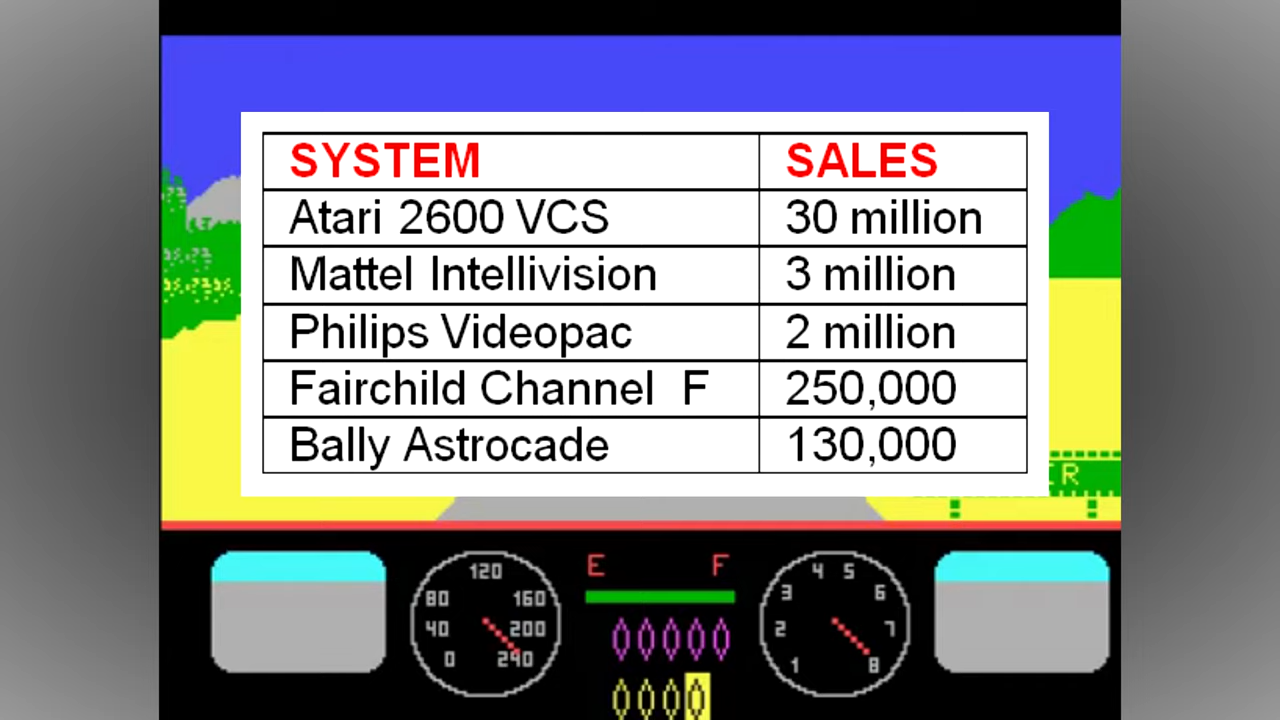 SYSTEM SALES
Atari 2600 VCS 30 million
Mattel Intellivision 3 million
Philips Videopac 2 million
Fairchild Channel F 250,000
Bally Astrocade 130,000
R
E F
120
80 160
40 200
0 240
4 5
3 6
2 7
1 8
00000
0000